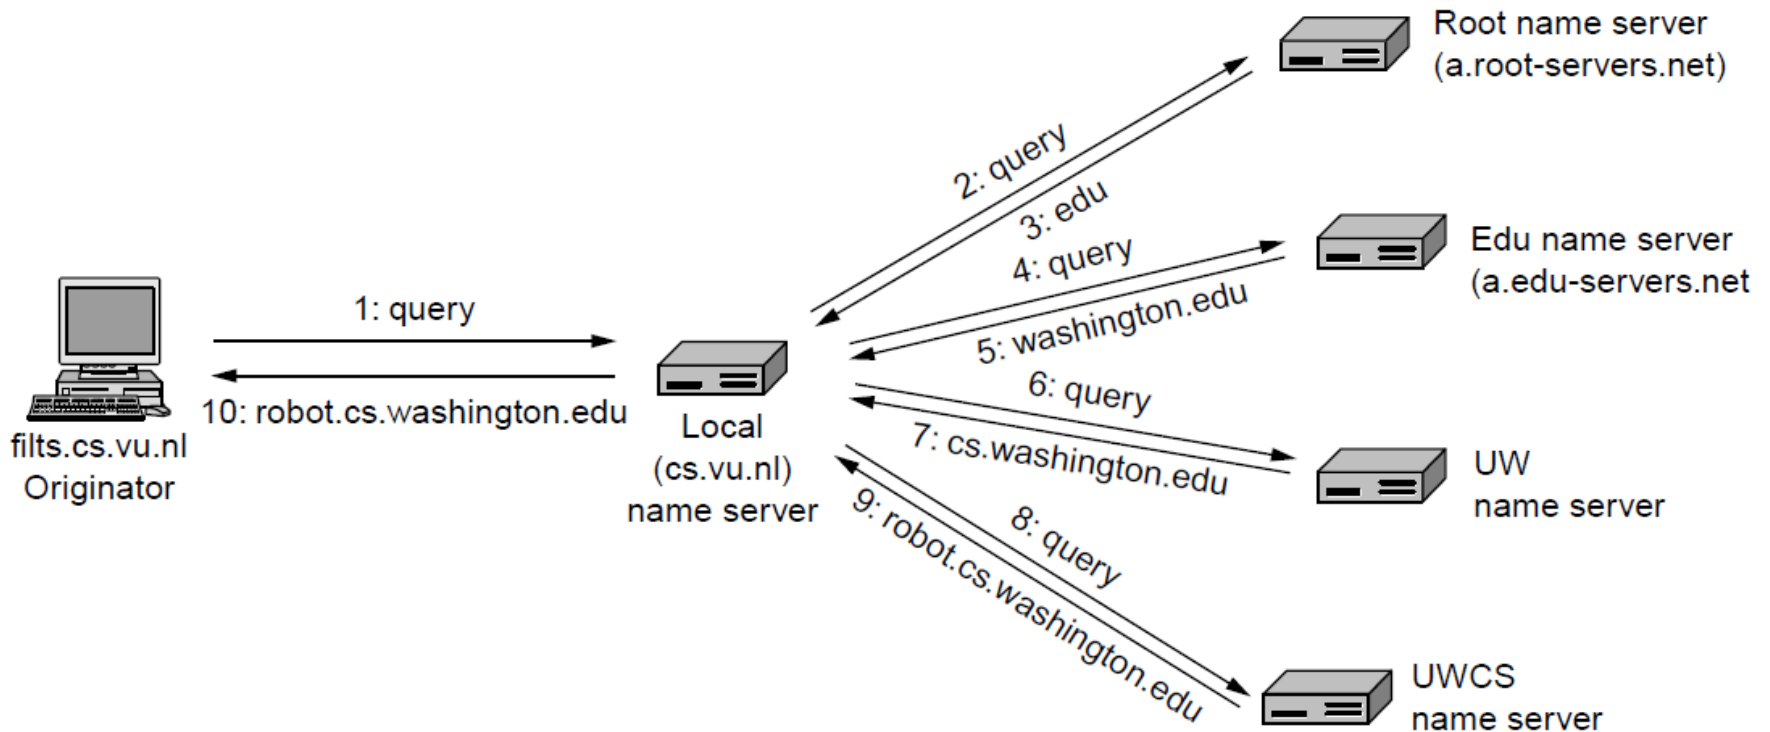 Root name server
(a.root-servers.net)
2: query
3: edu
Edu name server
(a.edu-servers.net
4: query
5: washington.edu
1: query
10: robot.cs.washington.edu
filts.cs.vu.nl
Originator
Local
(cs.vu.nl)
name server
6: query
7: cs.washington.edu
UW
name server
8: query
9: robot.cs.washington.edu
UWCS
name server